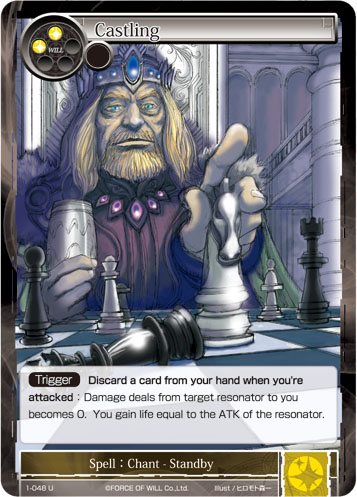 Castling
WILL
Trigger Discard a card from your hand when you're
attacked : Damage deals from target resonator to you
becomes 0. You gain life equal to the ATK of the resonator.
Spell : Chant - Standby
1-048 U ©FORCE OF WILL Co.,Ltd. Illust / ヒロモト森一